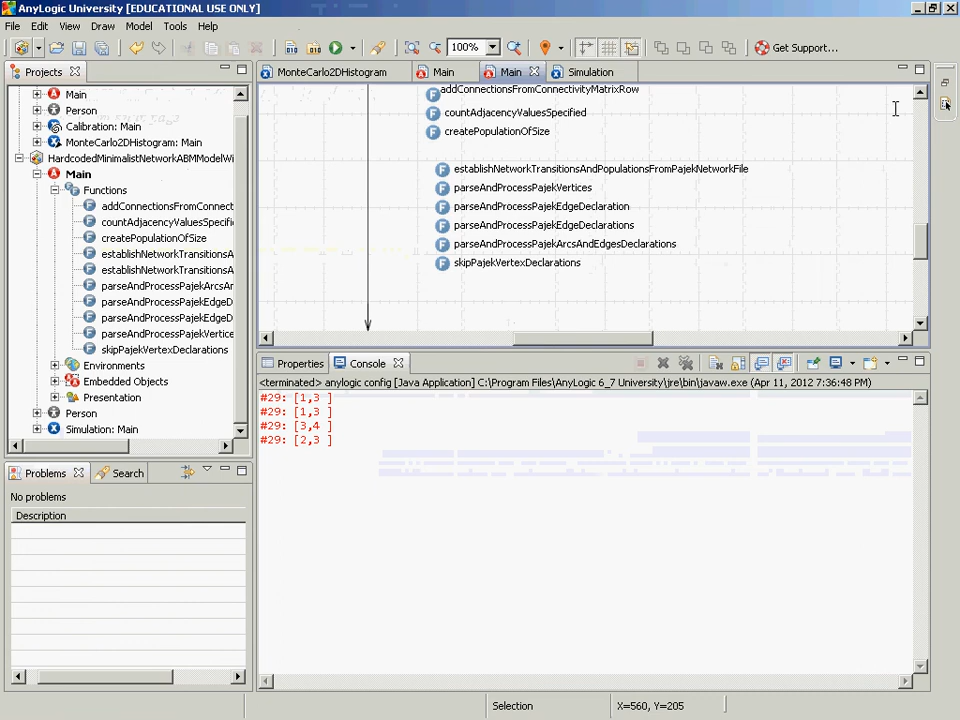 AnyLogic University [EDUCATIONAL USE ONLY]
File Edit View Draw Model Tools Help
100% Get Support...
Projects
MonteCarlo2DHistogram Main Main Simulation
Main
Person
Calibration: Main
MonteCarlo2DHistogram: Main
HardcodedMinimalistNetworkABMModelWi
Main
Functions
addConnectionsFromConnect
countAdjacencyValuesSpecifi
createPopulationOfSize
establishNetworkTransitionsA
establishNetworkTransitionsA
parseAndProcessPajekArcsAr
parseAndProcessPajekEdgeD
parseAndProcessPajekEdgeD
parseAndProcessPajekVertice
skipPajekVertexDeclarations
Environments
Embedded Objects
Presentation
Person
Simulation: Main
addConnectionsFromConnectivityMatrixRow
countAdjacencyValuesSpecified
createPopulationOfSize
establishNetworkTransitionsAndPopulationsFromPajekNetworkFile
parseAndProcessPajekVertices
parseAndProcessPajekEdgeDeclaration
parseAndProcessPajekEdgeDeclarations
parseAndProcessPajekArcsAndEdgesDeclarations
skipPajekVertexDeclarations
Properties Console
<terminated> anylogic config [Java Application] C:\Program Files\AnyLogic 6_7 University\jre\bin\javaw.exe (Apr 11, 2012 7:36:48 PM)
#29: [1,3 ]
#29: [1,3 ]
#29: [3,4 ]
#29: [2,3 ]
Problems Search
No problems
Description
Selection X=560, Y=205